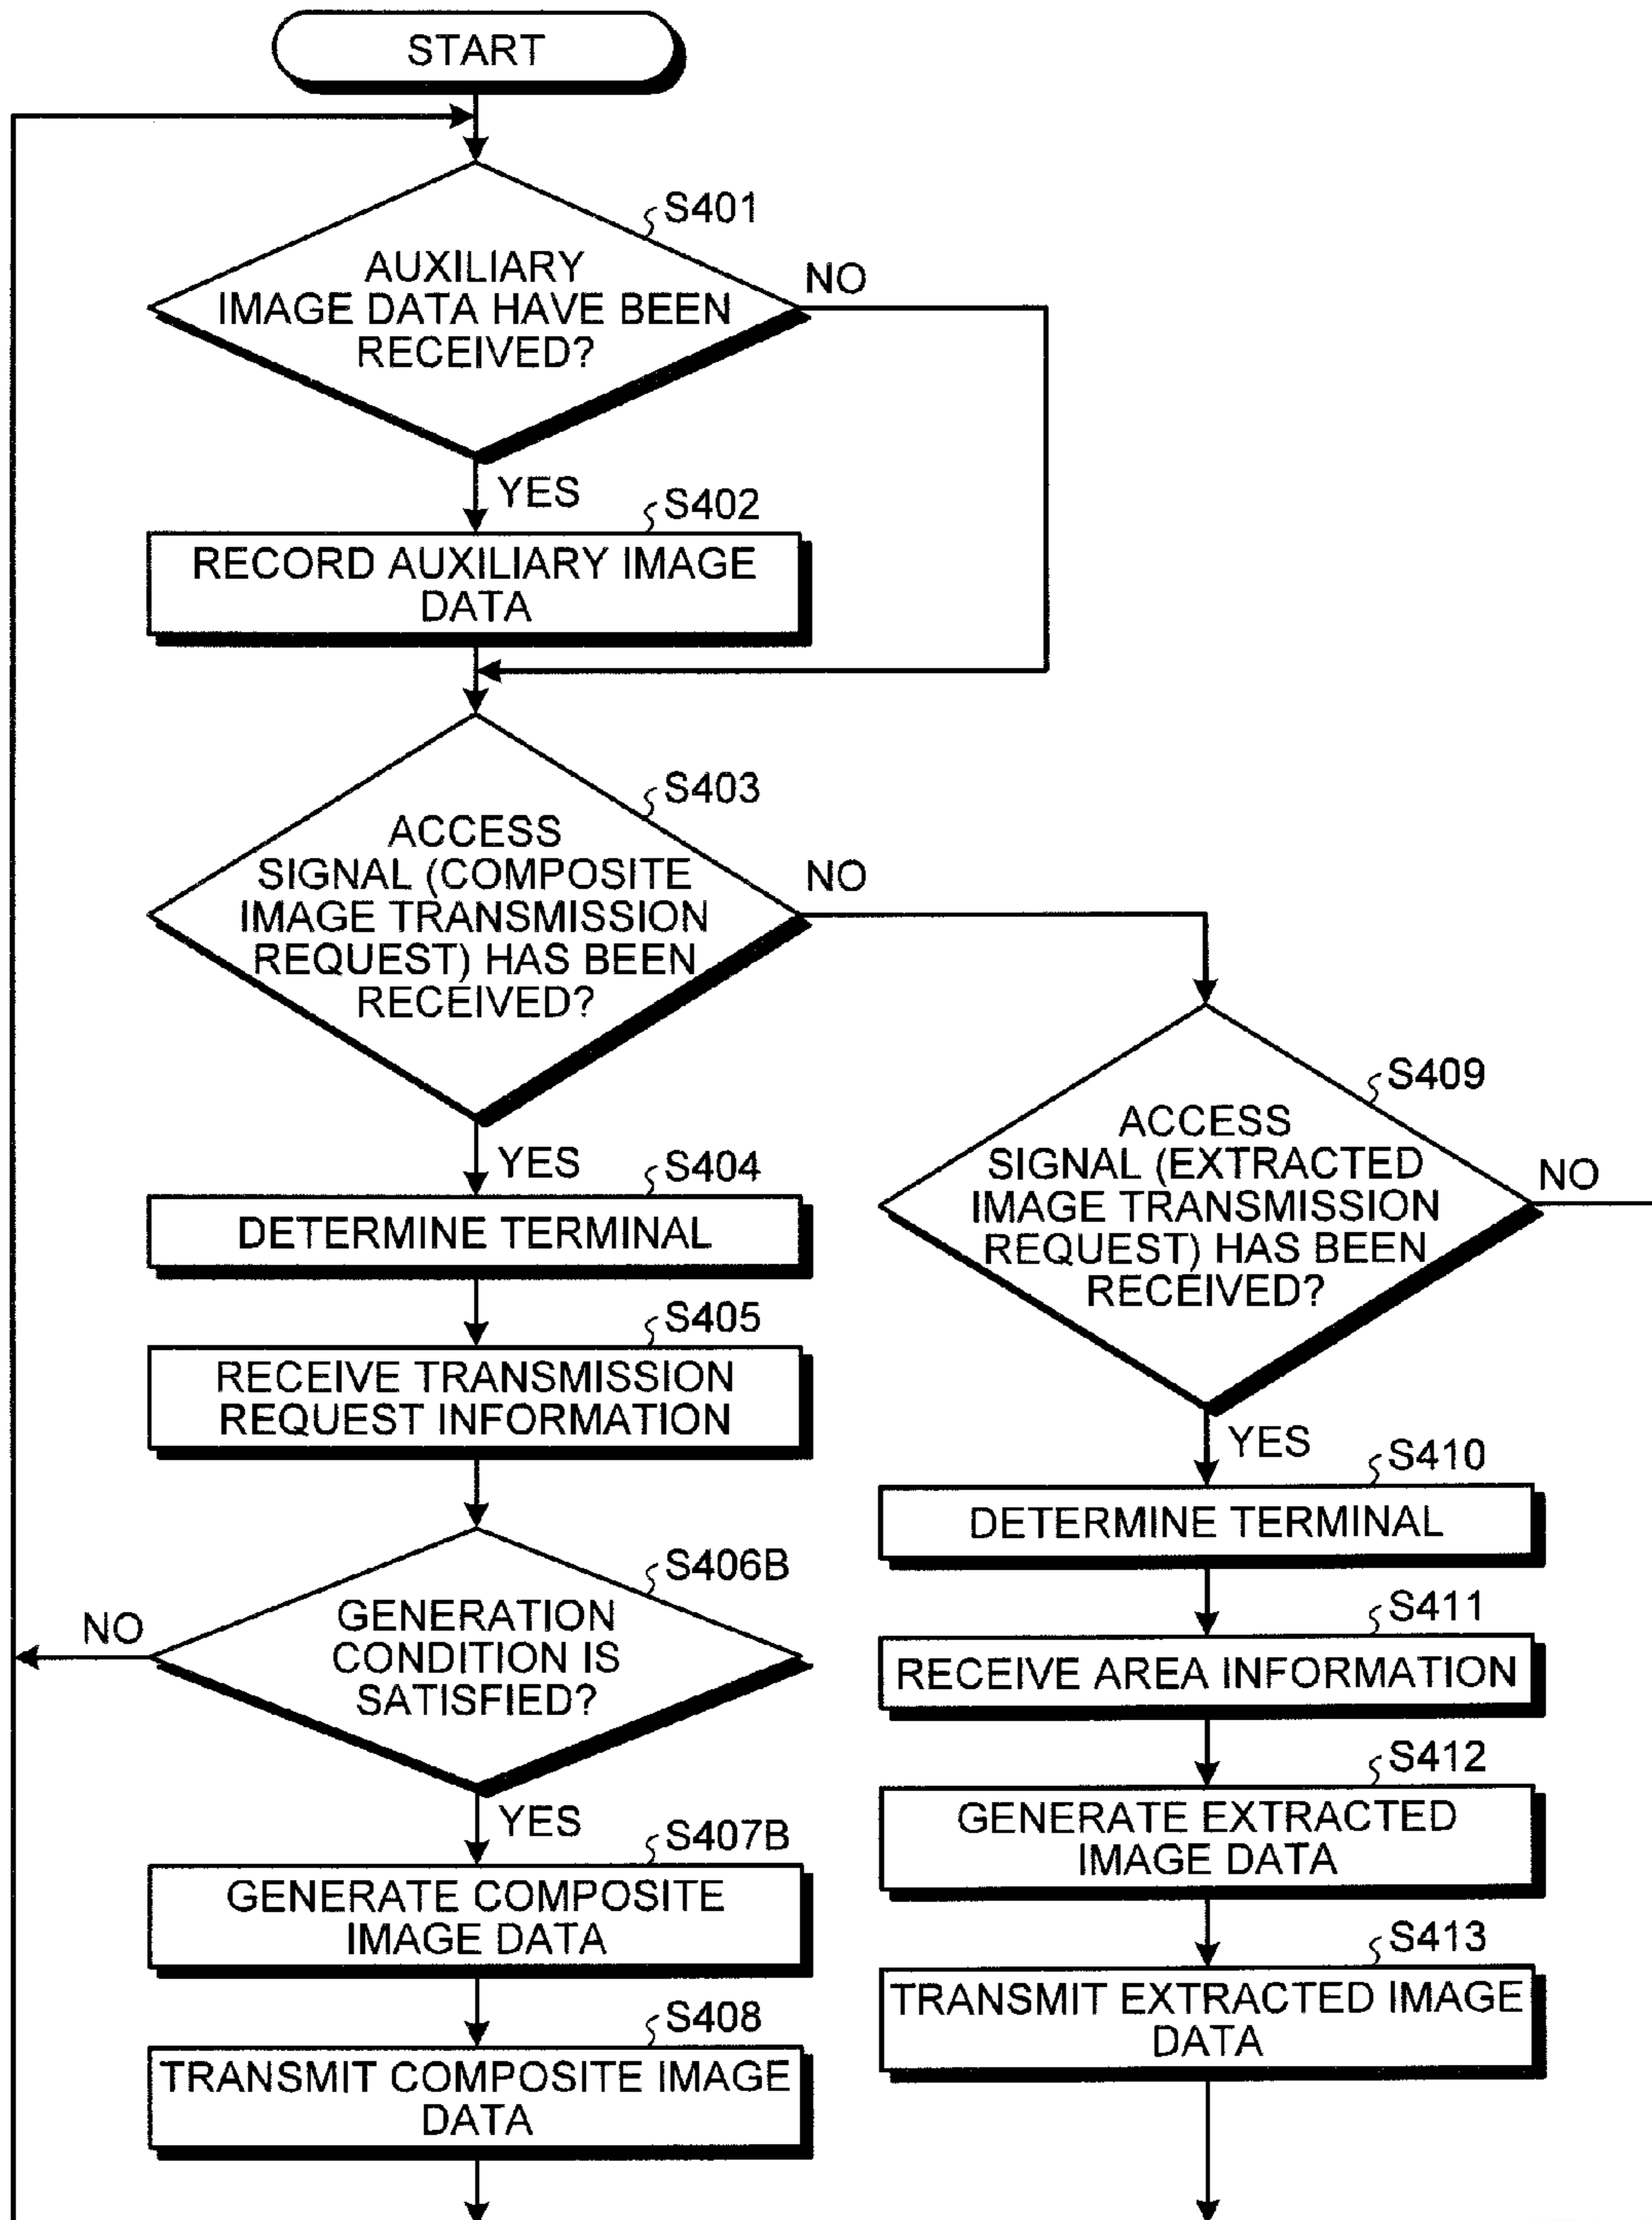 START
S401
AUXILIARY
IMAGE DATA HAVE BEEN
RECEIVED?
NO
YES
S402
RECORD AUXILIARY IMAGE
DATA
S403
ACCESS
SIGNAL (COMPOSITE
IMAGE TRANSMISSION
REQUEST) HAS BEEN
RECEIVED?
NO
YES
S404
DETERMINE TERMINAL
S405
RECEIVE TRANSMISSION
REQUEST INFORMATION
S406B
GENERATION
CONDITION IS
SATISFIED?
NO
YES
S407B
GENERATE COMPOSITE
IMAGE DATA
S408
TRANSMIT COMPOSITE IMAGE
DATA
S409
ACCESS
SIGNAL (EXTRACTED
IMAGE TRANSMISSION
REQUEST) HAS BEEN
RECEIVED?
NO
YES
S410
DETERMINE TERMINAL
S411
RECEIVE AREA INFORMATION
S412
GENERATE EXTRACTED
IMAGE DATA
S413
TRANSMIT EXTRACTED IMAGE
DATA